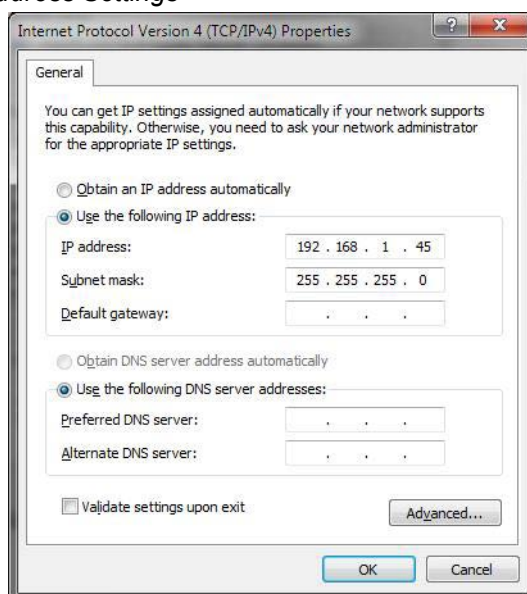 Internet Protocol Version 4 (TCP/IPv4) Properties
General
You can get IP settings assigned automatically if your network supports
this capability. Otherwise, you need to ask your network administrator
for the appropriate IP settings.
Obtain an IP address automatically
Use the following IP address:
IP address: 192 . 168 . 1 . 45
Subnet mask: 255 . 255 . 255 . 0
Default gateway: . . .
Obtain DNS server address automatically
Use the following DNS server addresses:
Preferred DNS server: . . .
Alternate DNS server: . . .
Validate settings upon exit
Advanced...
OK Cancel